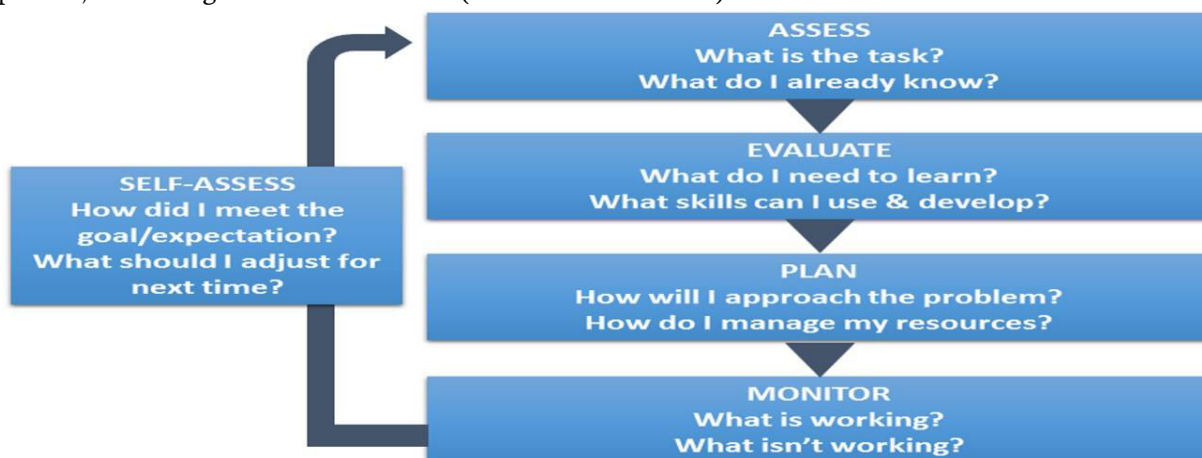 ASSESS
What is the task?
What do I already know?
EVALUATE
What do I need to learn?
What skills can I use & develop?
SELF-ASSESS
How did I meet the
goal/expectation?
What should I adjust for
next time?
PLAN
How will I approach the problem?
How do I manage my resources?
MONITOR
What is working?
What isn't working?